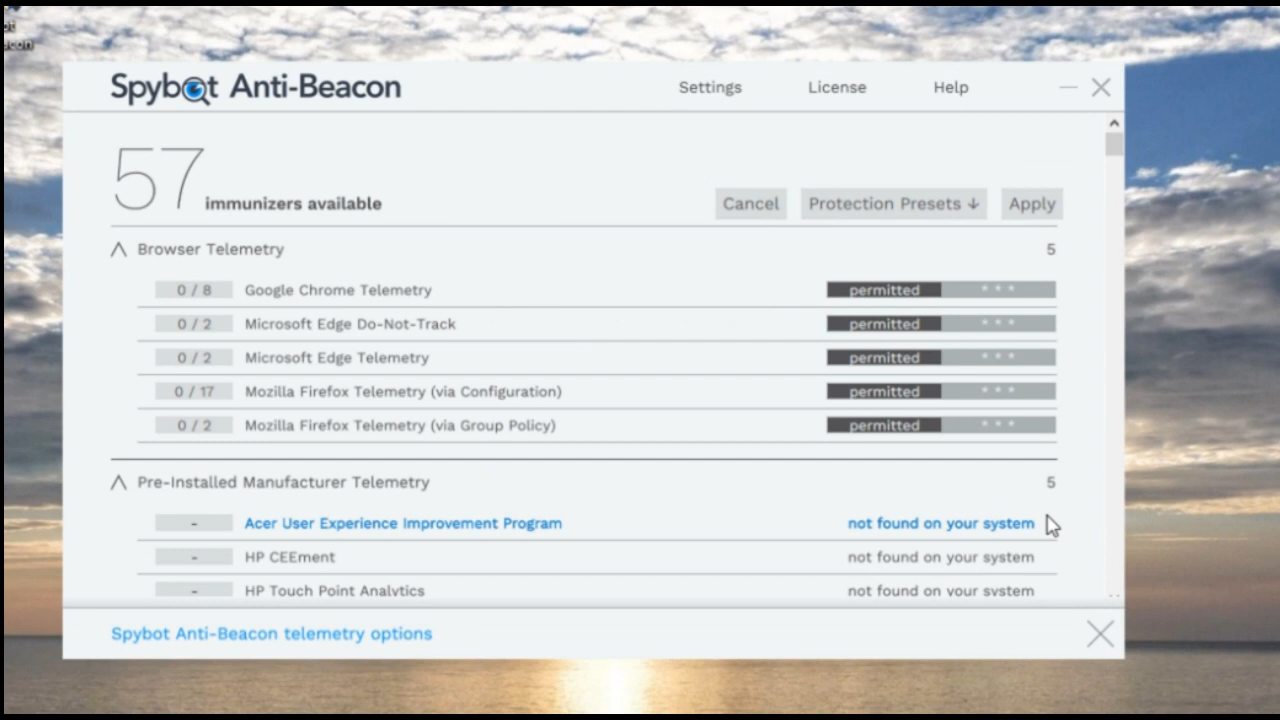 Spybot Anti-Beacon
Settings License Help
57 immunizers available
Cancel Protection Presets ↓ Apply
Browser Telemetry 5
0 / 8 Google Chrome Telemetry permitted * * *
0 / 2 Microsoft Edge Do-Not-Track permitted * * *
0 / 2 Microsoft Edge Telemetry permitted * * *
0 / 17 Mozilla Firefox Telemetry (via Configuration) permitted * * *
0 / 2 Mozilla Firefox Telemetry (via Group Policy) permitted * * *
Pre-Installed Manufacturer Telemetry 5
- Acer User Experience Improvement Program not found on your system
- HP CEEment not found on your system
- HP Touch Point Analytics not found on your system
Spybot Anti-Beacon telemetry options